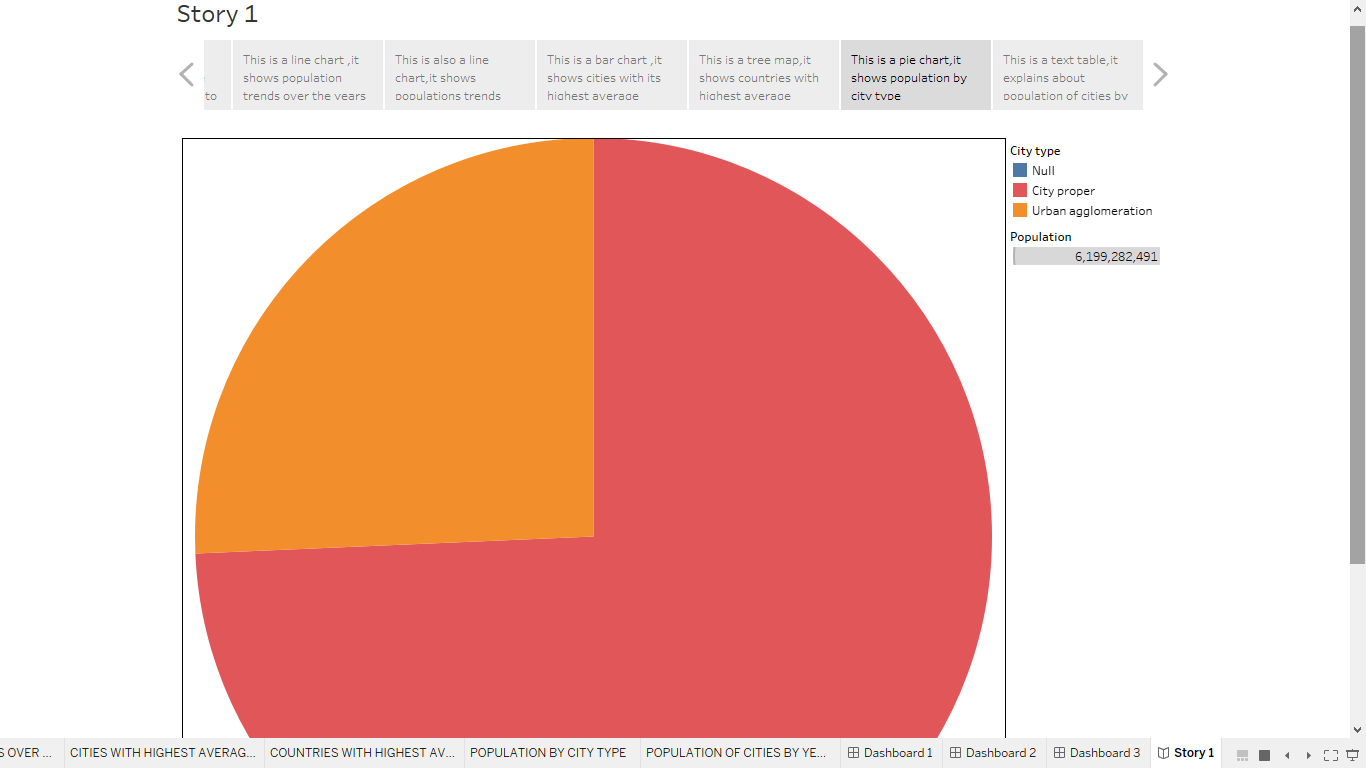 Story 1
to
This is a line chart ,it
shows population
trends over the years
This is also a line
chart,it shows
populations trends
This is a bar chart ,it
shows cities with its
highest average
This is a tree map,it
shows countries with
highest average
This is a pie chart,it
shows population by
city type
This is a text table,it
explains about
population of cities by
City type
Null
City proper
Urban agglomeration
Population
6,199,282,491
S OVER ...
CITIES WITH HIGHEST AVERAG...
COUNTRIES WITH HIGHEST AV...
POPULATION BY CITY TYPE
POPULATION OF CITIES BY YE...
Dashboard 1
Dashboard 2
Dashboard 3
Story 1